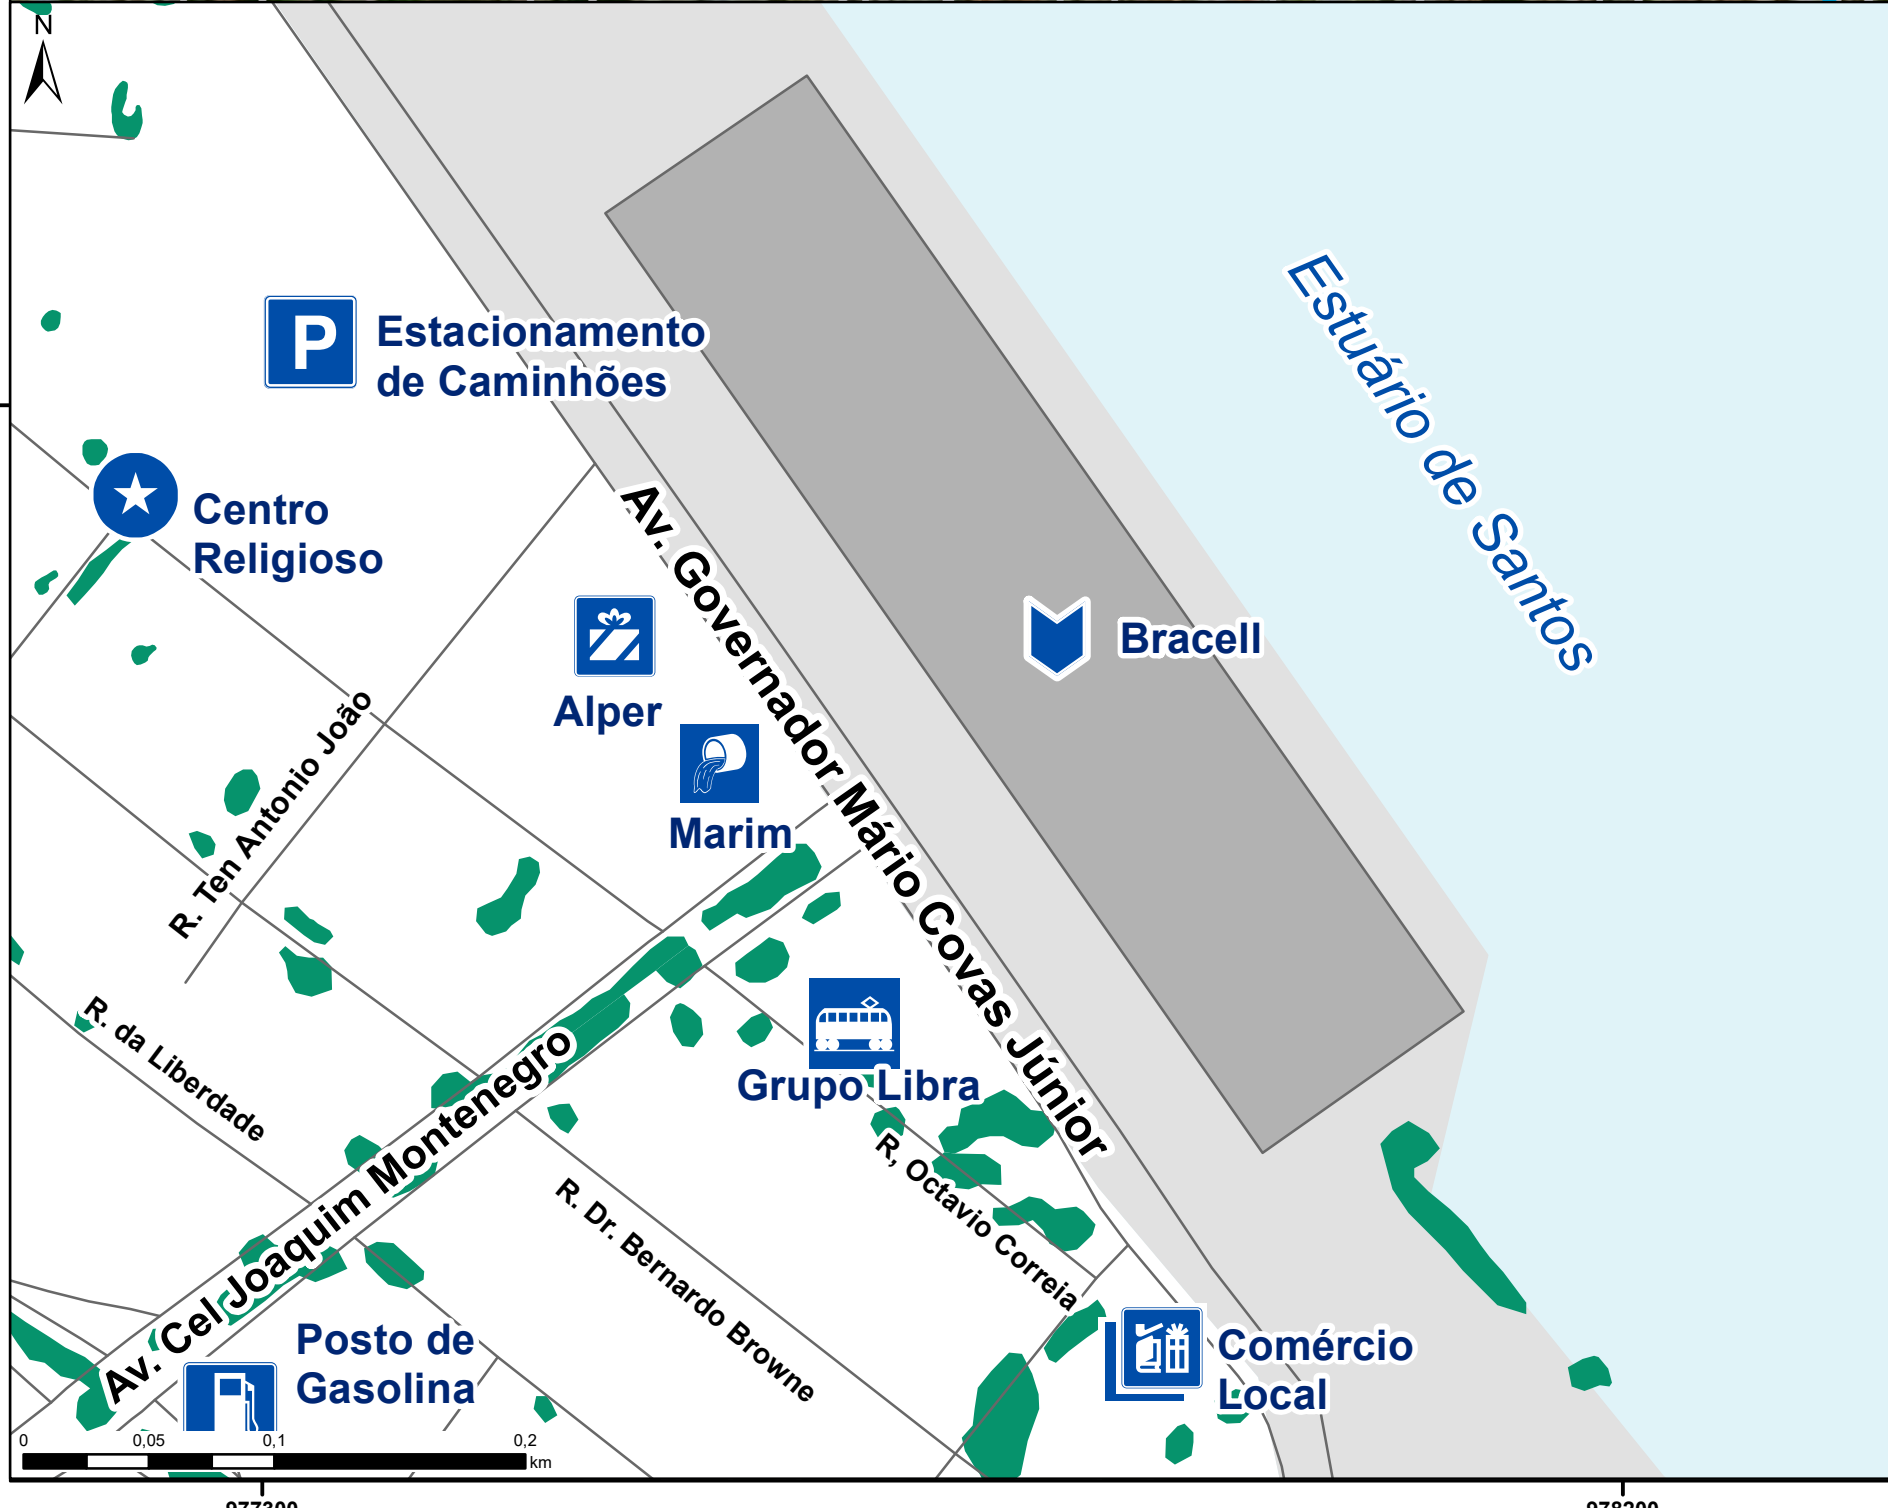 N
Estacionamento
de Caminhões
Estuário de Santos
Centro
Religioso
Av. Governador Mário Covas Júnior
Bracell
Alper
Marim
R. Ten Antonio João
R. da Liberdade
Av. Cel Joaquim Montenegro
Grupo Libra
R, Octavio Correia
R. Dr. Bernardo Browne
Posto de
Gasolina
Comércio
Local
0 0,05 0,1 0,2
km
P